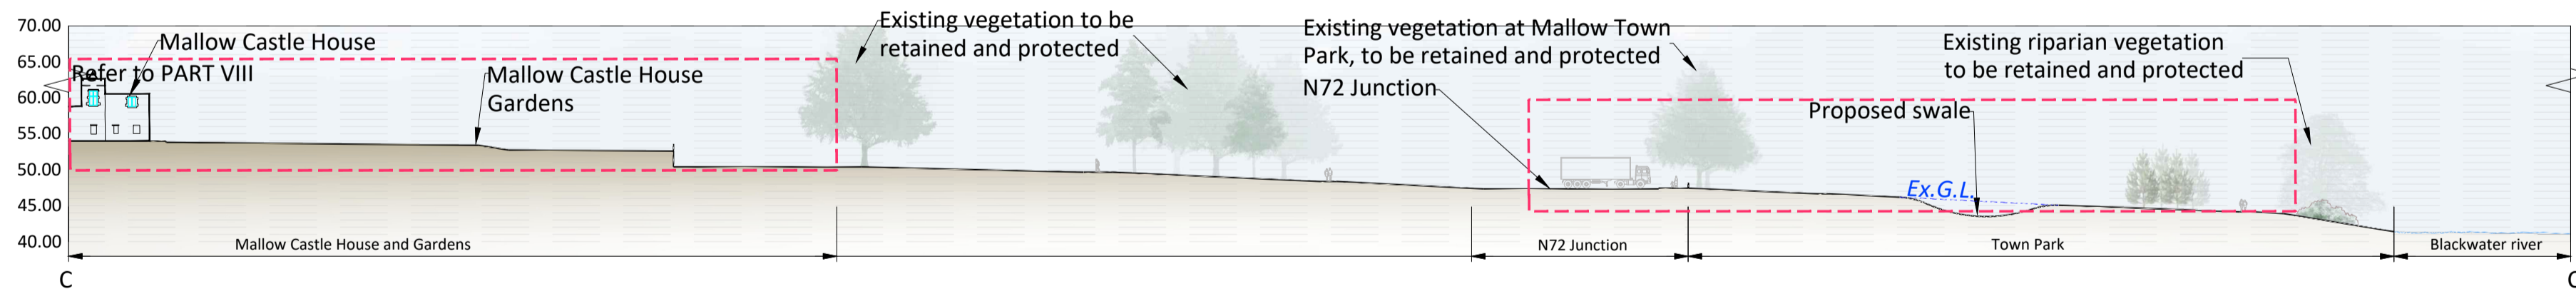 70.00
65.00
60.00
55.00
50.00
45.00
40.00
Mallow Castle House
Refer to PART VIII
Mallow Castle House
Gardens
Existing vegetation to be
retained and protected
Existing vegetation at Mallow Town
Park, to be retained and protected
N72 Junction
Existing riparian vegetation
to be retained and protected
Proposed swale
Ex.G.L.
Mallow Castle House and Gardens
N72 Junction
Town Park
Blackwater river
C